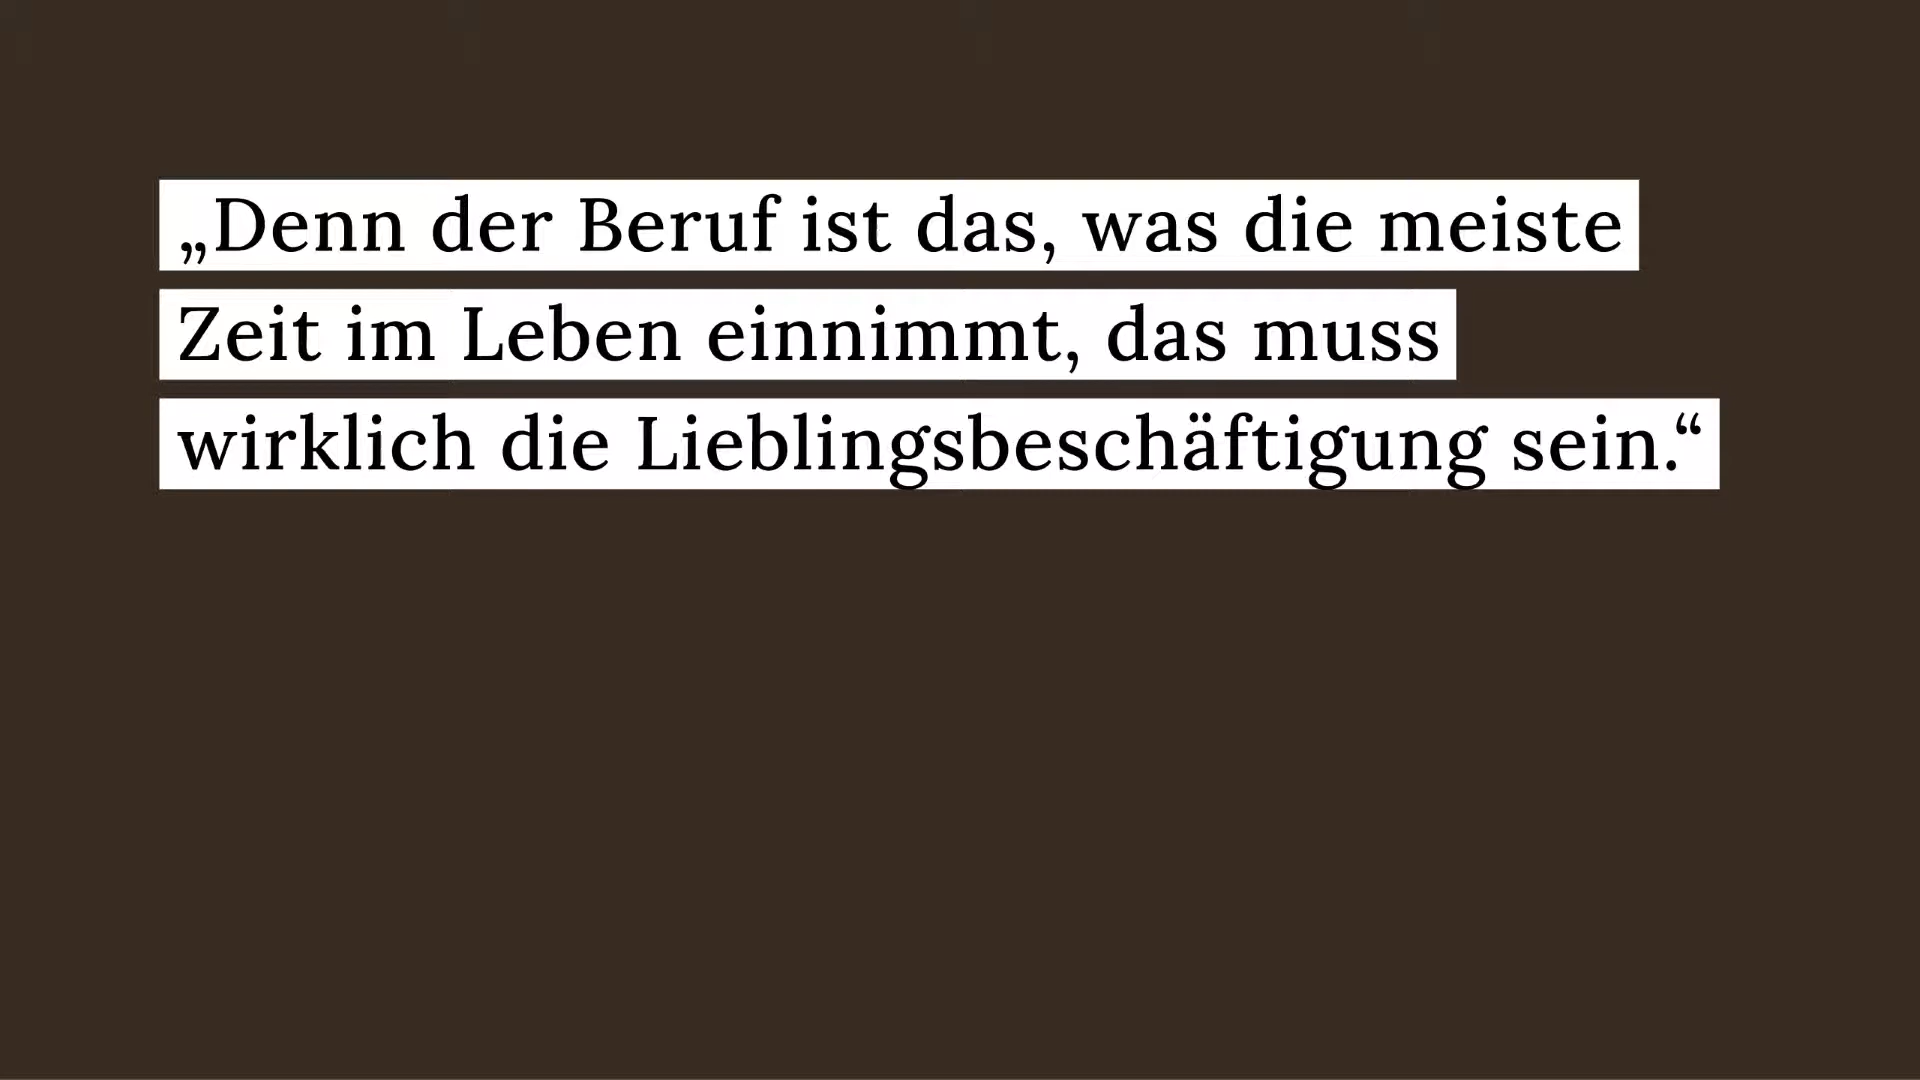 „Denn der Beruf ist das, was die meiste
Zeit im Leben einnimmt, das muss
wirklich die Lieblingsbeschäftigung sein.“